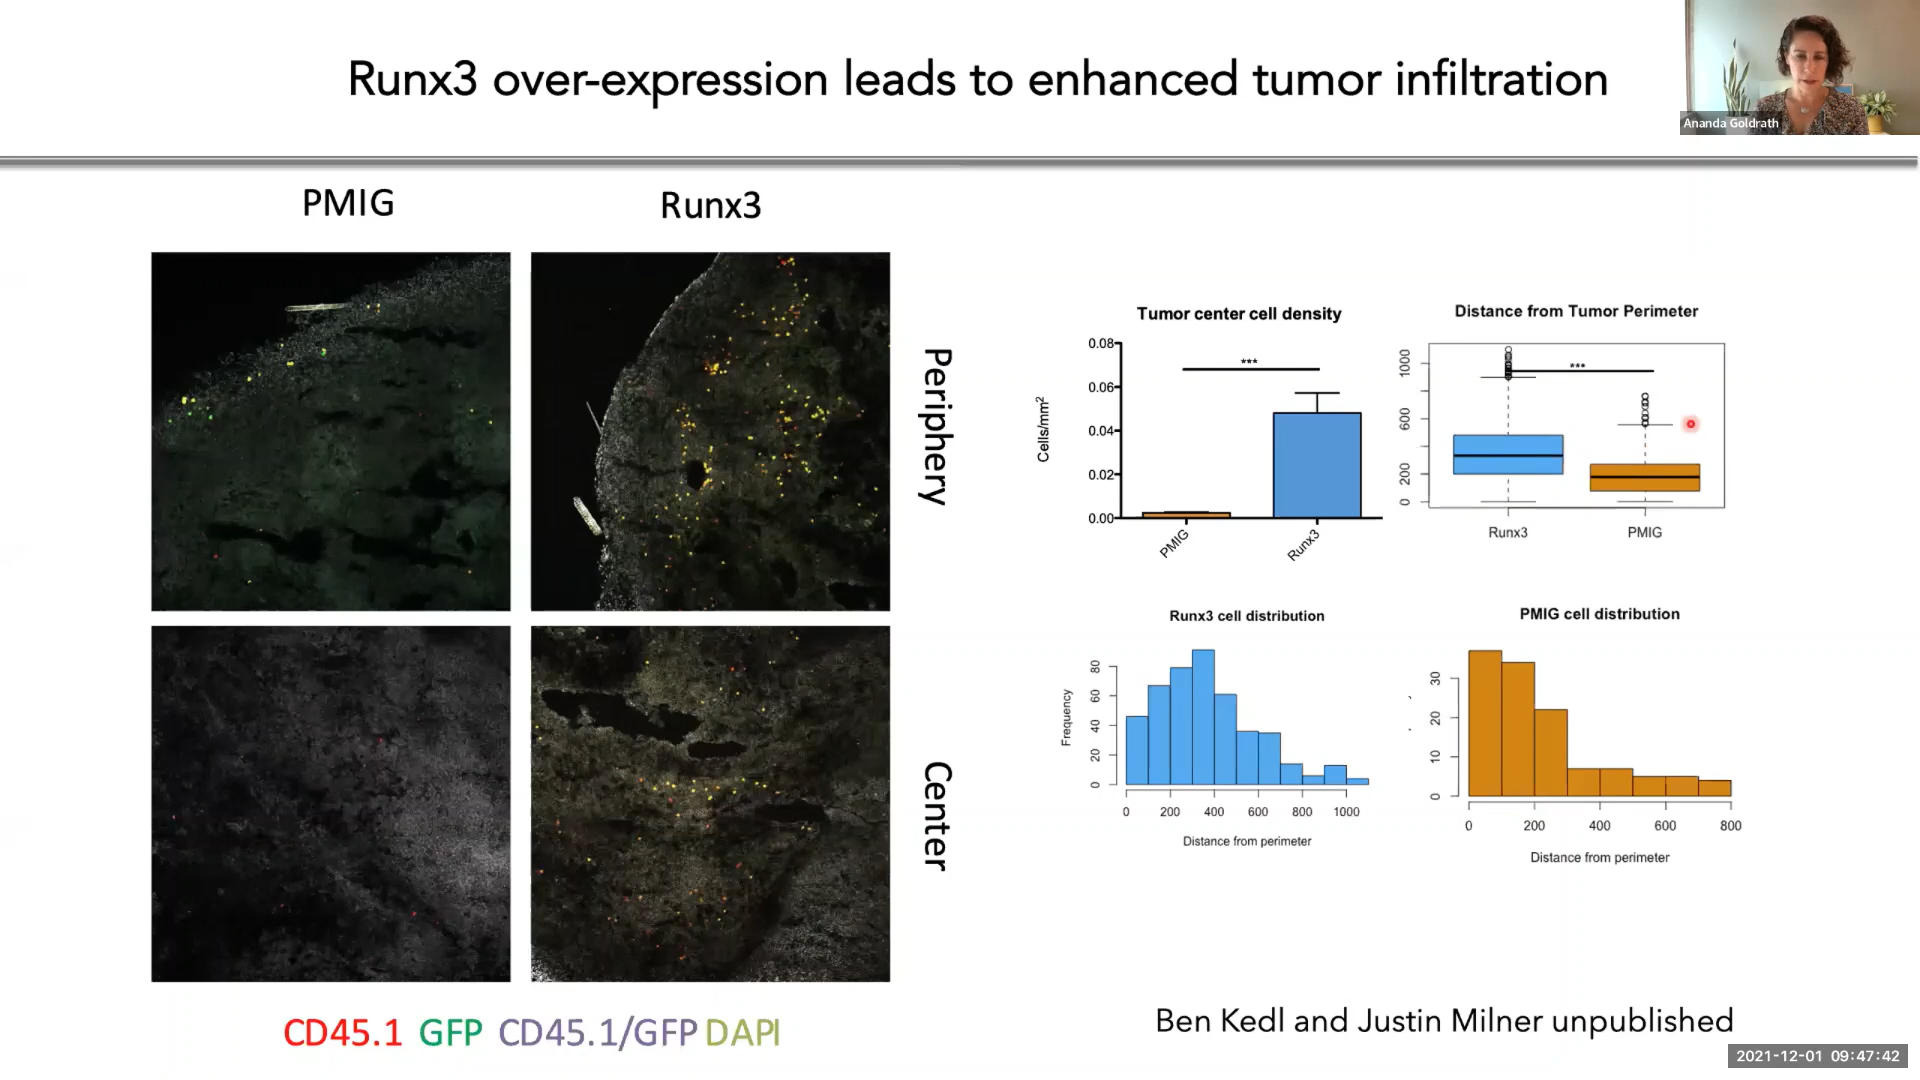 Runx3 over-expression leads to enhanced tumor infiltration
Ananda Goldrath
PMIG
Runx3
Periphery
Center
CD45.1 GFP CD45.1/GFP DAPI
Tumor center cell density
Cells/mm²
0.08
0.06
0.04
0.02
0.00
***
PMIG
Runx3
Distance from Tumor Perimeter
1000
600
200
0
***
Runx3
PMIG
Runx3 cell distribution
Frequency
80
60
40
20
0
0 200 400 600 800 1000
Distance from perimeter
PMIG cell distribution
30
20
10
0
0 200 400 600 800
Distance from perimeter
Ben Kedl and Justin Milner unpublished
2021-12-01 09:47:42